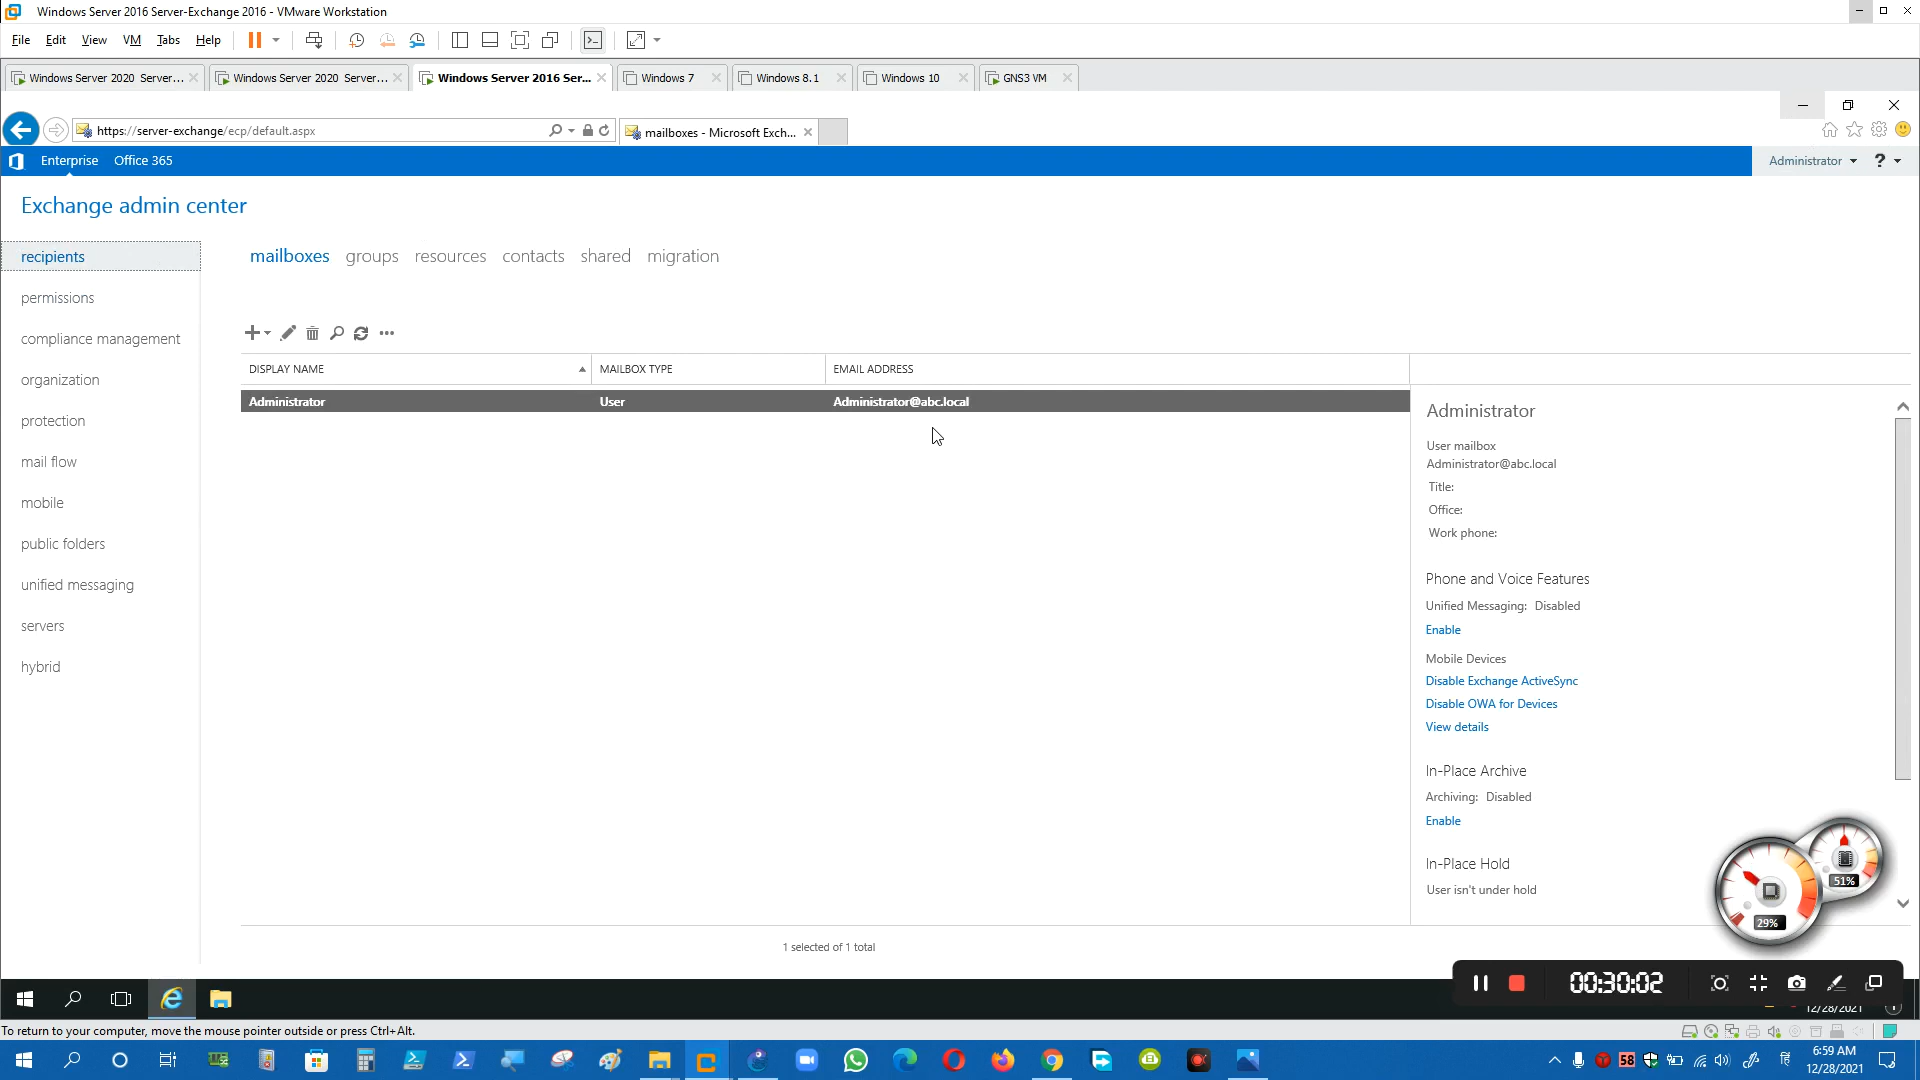 Windows Server 2016 Server-Exchange 2016 - VMware Workstation
File Edit View VM Tabs Help
Windows Server 2020 Server... Windows Server 2020 Server... Windows Server 2016 Ser... Windows 7 Windows 8.1 Windows 10 GNS3 VM
https://server-exchange/ecp/default.aspx mailboxes - Microsoft Exch...
Enterprise Office 365 Administrator ?
Exchange admin center
recipients
permissions
compliance management
organization
protection
mail flow
mobile
public folders
unified messaging
servers
hybrid
mailboxes groups resources contacts shared migration
DISPLAY NAME MAILBOX TYPE EMAIL ADDRESS
Administrator User Administrator@abc.local
Administrator
User mailbox
Administrator@abc.local
Title:
Office:
Work phone:
Phone and Voice Features
Unified Messaging: Disabled
Enable
Mobile Devices
Disable Exchange ActiveSync
Disable OWA for Devices
View details
In-Place Archive
Archiving: Disabled
Enable
In-Place Hold
User isn't under hold
51%
29%
1 selected of 1 total
00:30:02
12/28/2021
To return to your computer, move the mouse pointer outside or press Ctrl+Alt.
58
हि
6:59 AM
12/28/2021